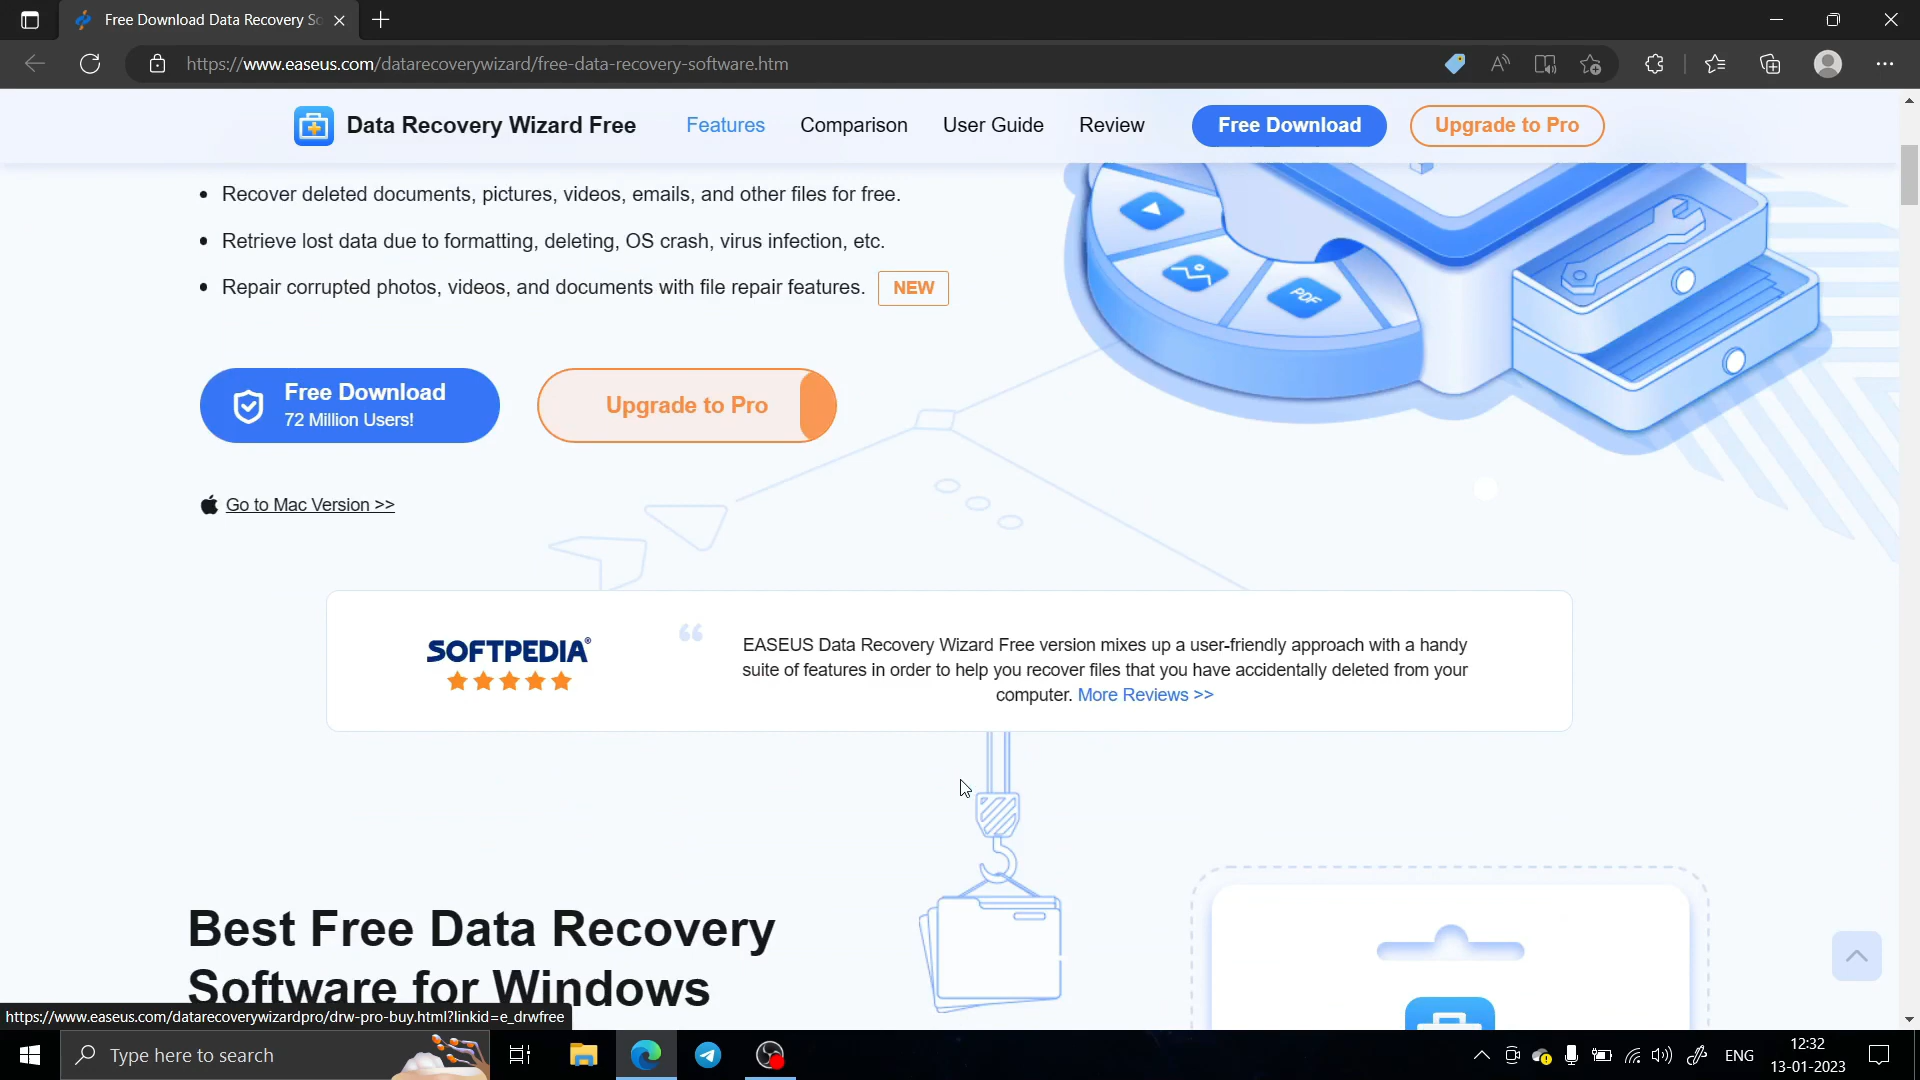 Free Download Data Recovery So
https://www.easeus.com/datarecoverywizard/free-data-recovery-software.htm
Data Recovery Wizard Free
Features
Comparison
User Guide
Review
Free Download
Upgrade to Pro
• Recover deleted documents, pictures, videos, emails, and other files for free.
• Retrieve lost data due to formatting, deleting, OS crash, virus infection, etc.
• Repair corrupted photos, videos, and documents with file repair features. NEW
PDF
Free Download
72 Million Users!
Upgrade to Pro
Go to Mac Version >>
SOFTPEDIA®
EASEUS Data Recovery Wizard Free version mixes up a user-friendly approach with a handy
suite of features in order to help you recover files that you have accidentally deleted from your
computer. More Reviews >>
Best Free Data Recovery
Software for Windows
https://www.easeus.com/datarecoverywizardpro/drw-pro-buy.html?linkid=e_drwfree
Type here to search
ENG
12:32
13-01-2023